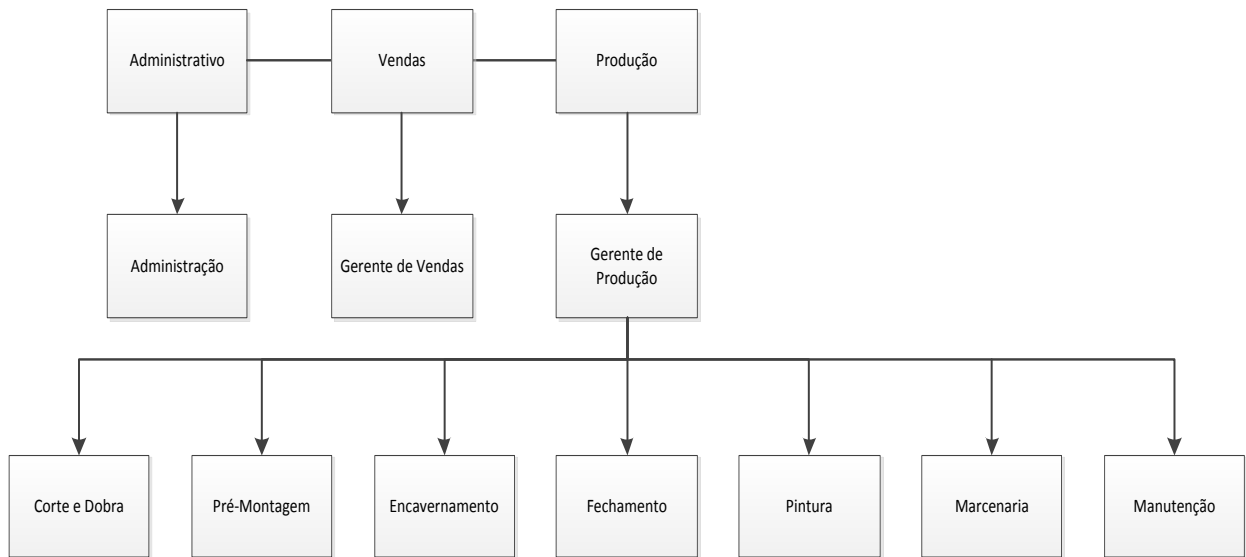 Administrativo
Vendas
Produção
Administração
Gerente de Vendas
Gerente de
Produção
Corte e Dobra
Pré-Montagem
Encavernamento
Fechamento
Pintura
Marcenaria
Manutenção